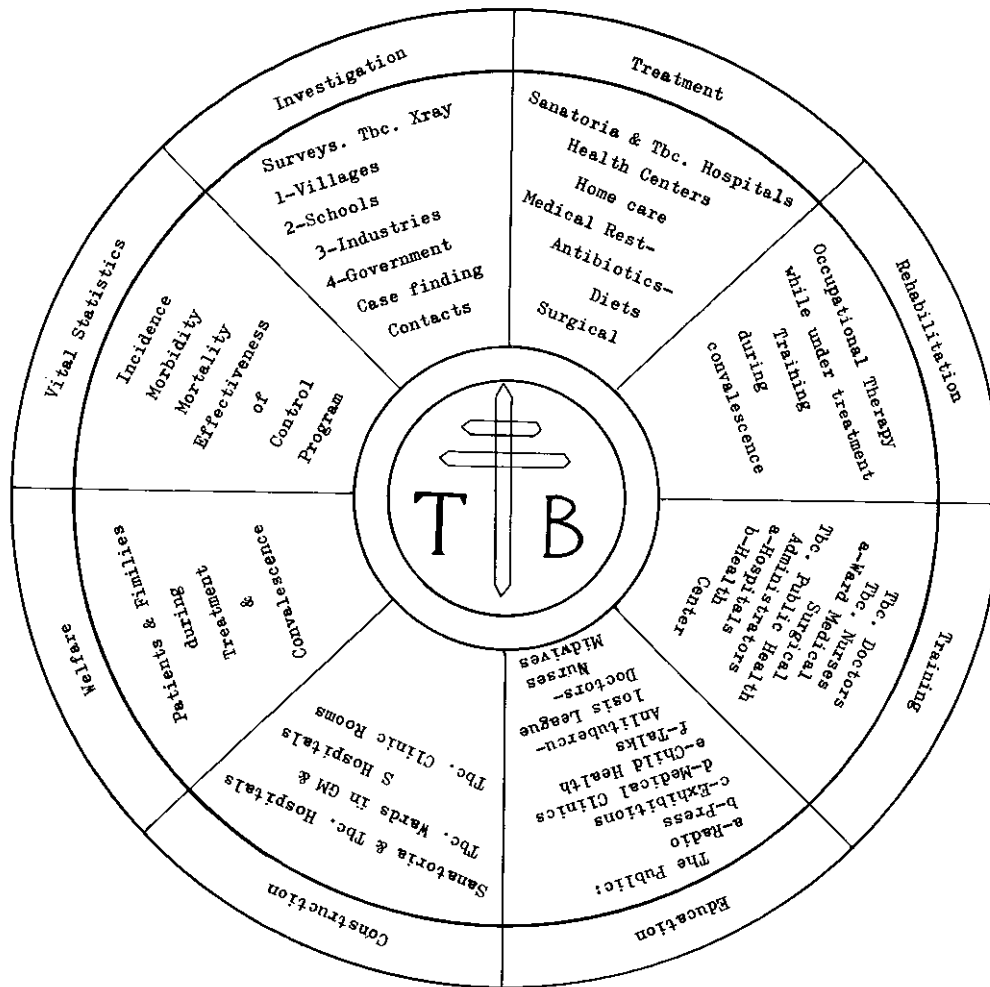 Investigation
Surveys. Tbc. Xray
1-Villages
2-Schools
3-Industries
4-Government
Case finding
Contacts
Treatment
Sanatoria & Tbc. Hospitals
Health Centers
Home care
Medical Rest-
Antibiotics-
Diets
Surgical
Rehabilitation
Occupational Therapy
while under treatment
Training
during
convalescence
Training
Tbc. Doctors
Tbc. Nurses
a-Ward Medical
Surgical
Tbc. Public Health
Administrators
a-Hospitals
b-Health
Center
Education
The Public:
a-Radio
b-Press
c-Exhibitions
d-Medical Clinics
e-Child Health
f-Talks
Anlitubercu-
losis League
Doctors-
Nurses
Midwives
Construction
Sanatoria & Tbc. Hospitals
Tbc. Wards in GM &
S Hospitals
Tbc. Clinic Rooms
Welfare
Patients & Fimilies
during
Treatment
&
Convalescence
Vital Statistics
Incidence
Morbidity
Mortality
Effectiveness
of
Control
Program
T B